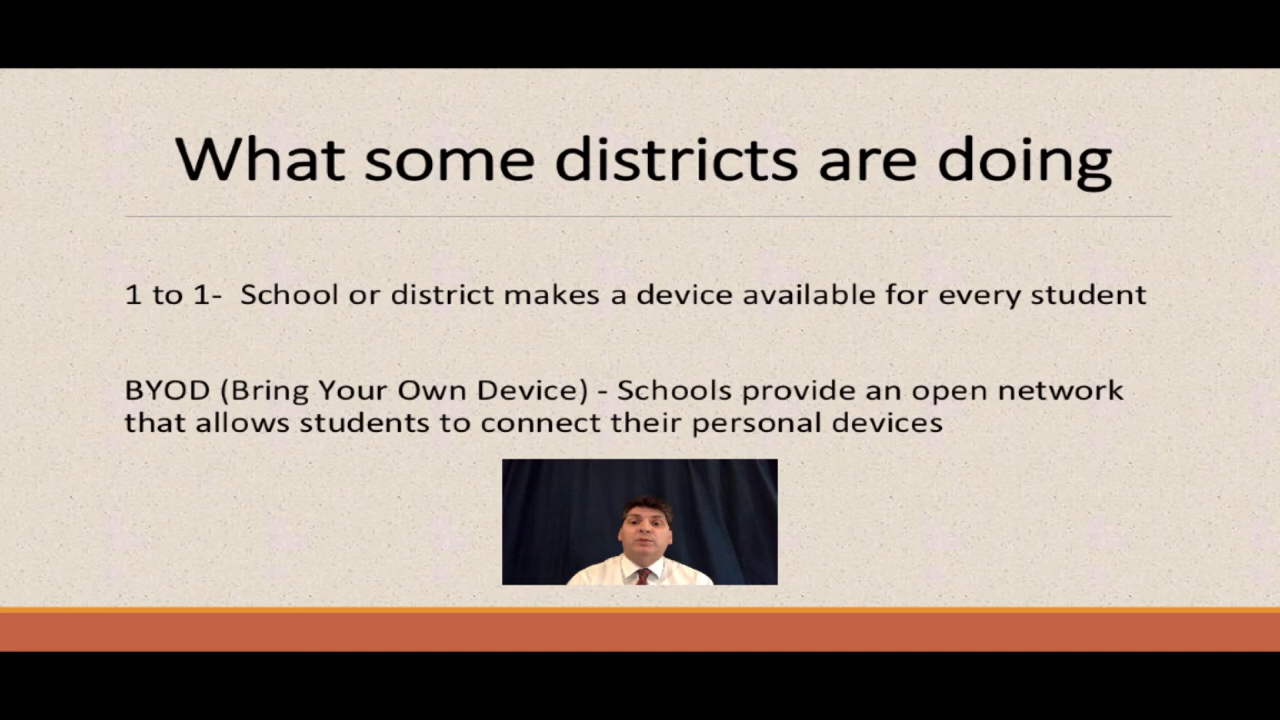 What some districts are doing
1 to 1-  School or district makes a device available for every student
BYOD (Bring Your Own Device) - Schools provide an open network
that allows students to connect their personal devices